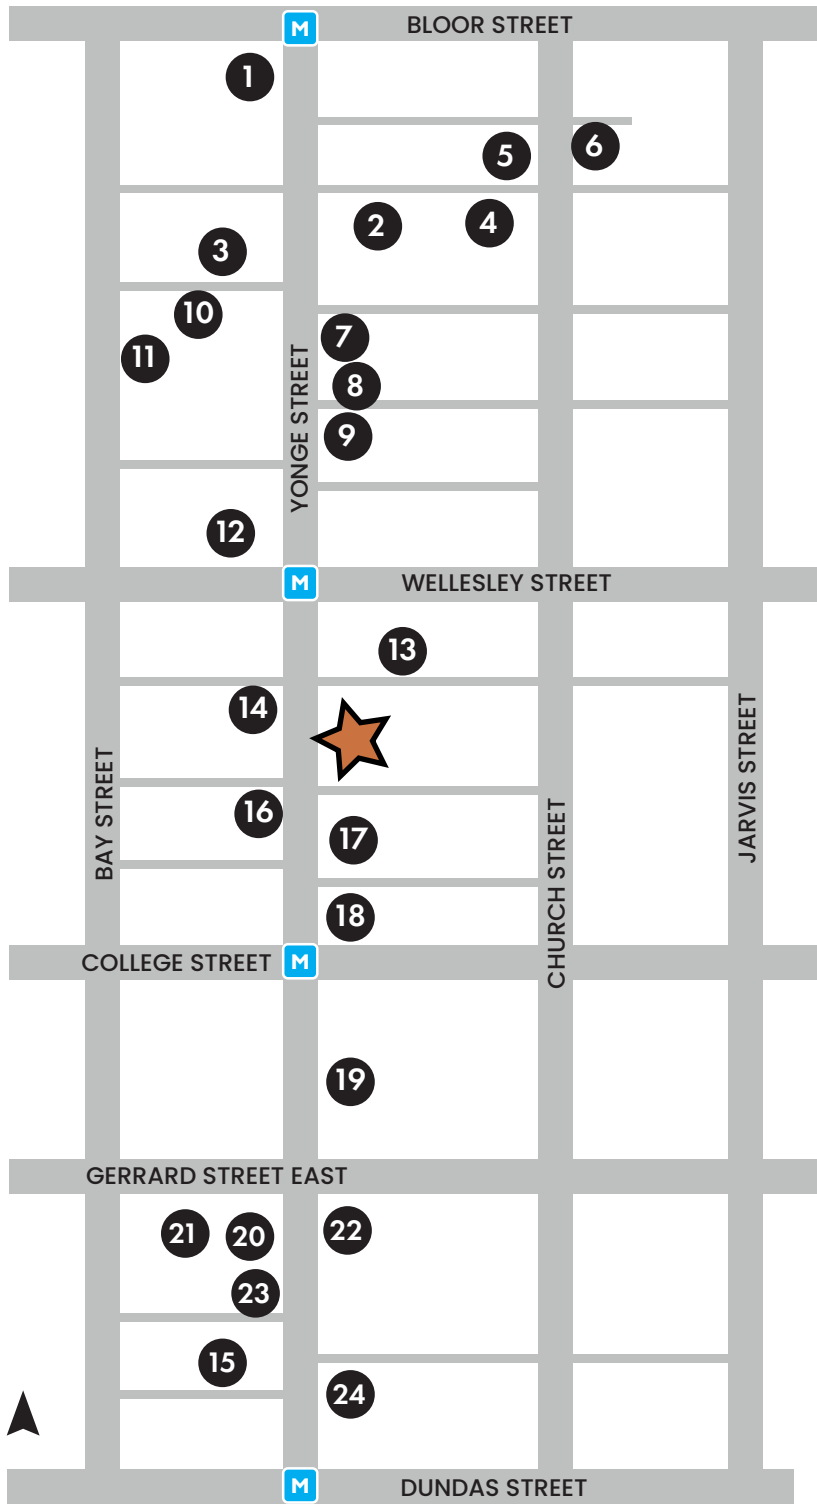 M
BLOOR STREET
1
5
6
2
4
3
10
7
11
8
9
YONGE STREET
12
M
WELLESLEY STREET
13
14
BAY STREET
16
17
CHURCH STREET
JARVIS STREET
18
COLLEGE STREET
M
19
GERRARD STREET EAST
21
20
22
23
15
24
M
DUNDAS STREET